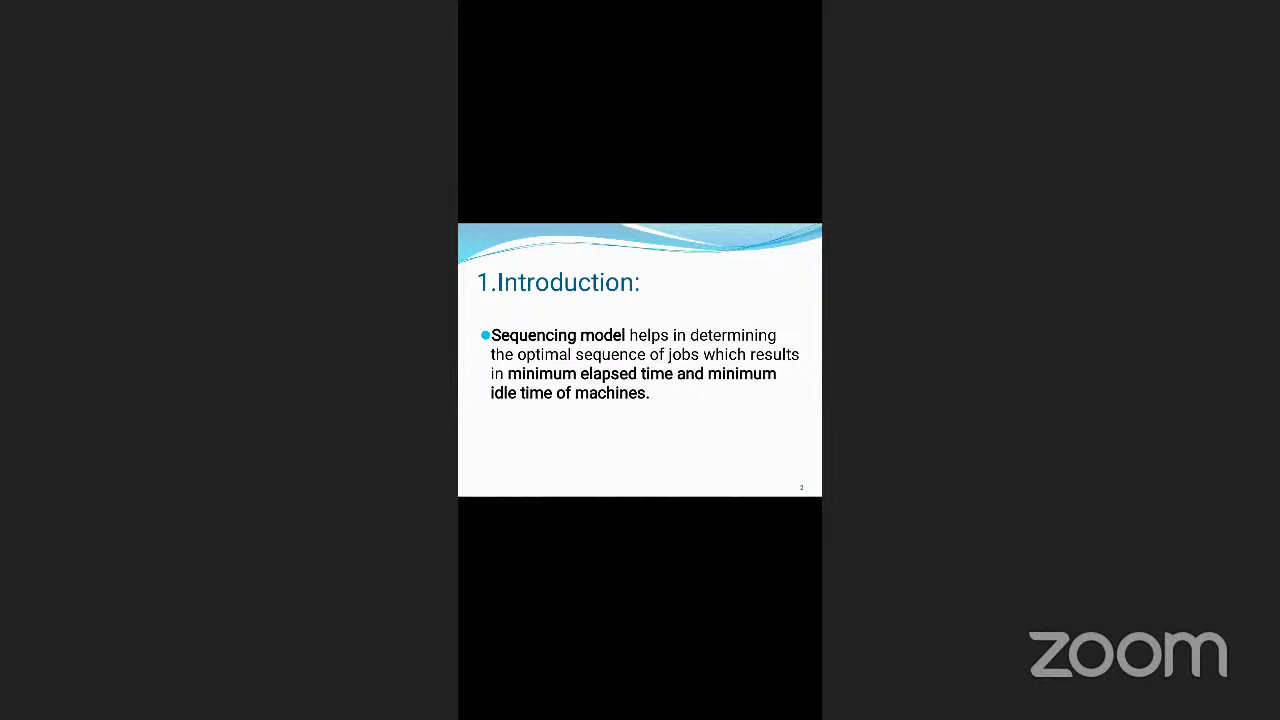 1.Introduction:
Sequencing model helps in determining
the optimal sequence of jobs which results
in minimum elapsed time and minimum
idle time of machines.
2
zoom